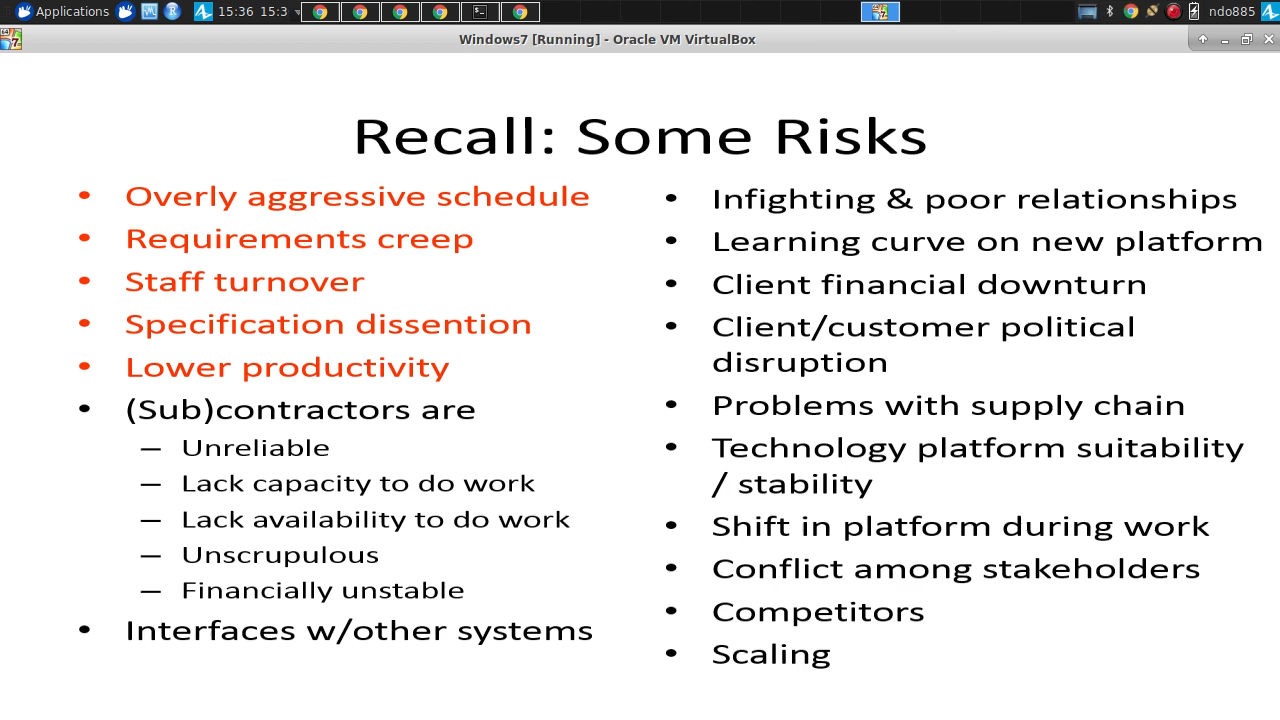 Applications 15:36 15:3 ndo885
Windows7 [Running] - Oracle VM VirtualBox
Recall: Some Risks
• Overly aggressive schedule
• Requirements creep
• Staff turnover
• Specification dissention
• Lower productivity
• (Sub)contractors are
– Unreliable
– Lack capacity to do work
– Lack availability to do work
– Unscrupulous
– Financially unstable
• Interfaces w/other systems
• Infighting & poor relationships
• Learning curve on new platform
• Client financial downturn
• Client/customer political
disruption
• Problems with supply chain
• Technology platform suitability
/ stability
• Shift in platform during work
• Conflict among stakeholders
• Competitors
• Scaling